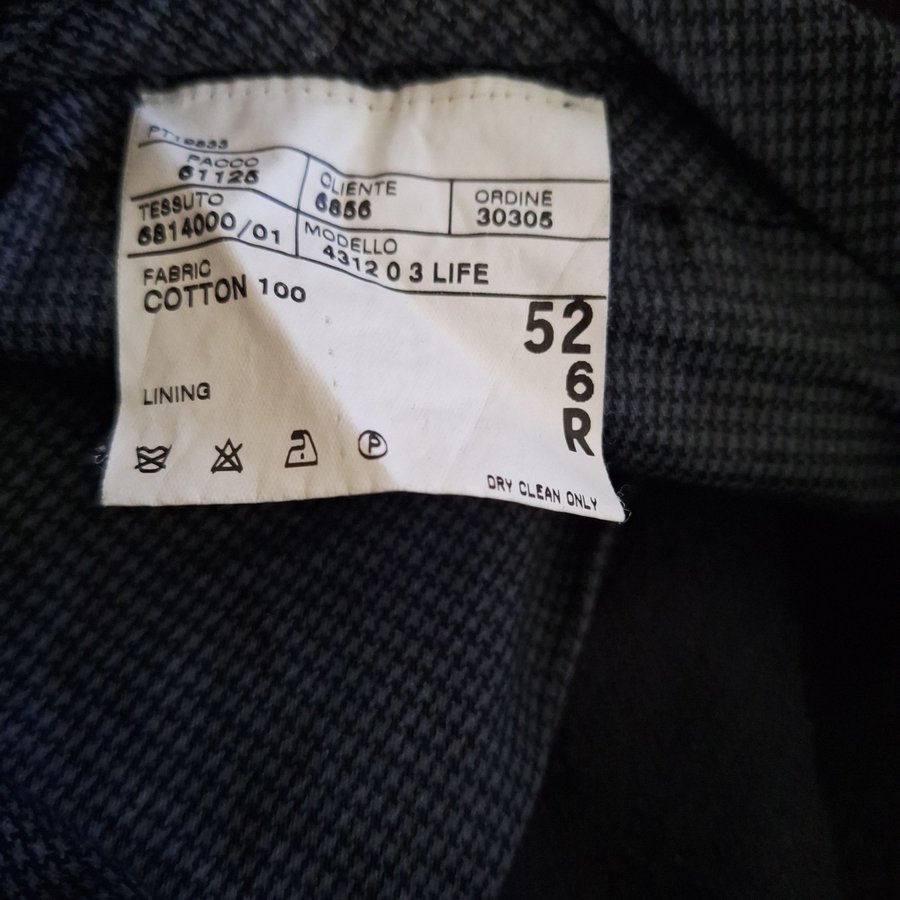 PACCO
61126
CLIENTE
6856
ORDINE
30305
TESSUTO
6814000/01
MODELLO
4312 0 3 LIFE
FABRIC
COTTON 100
52
6
R
LINING
P
DRY CLEAN ONLY